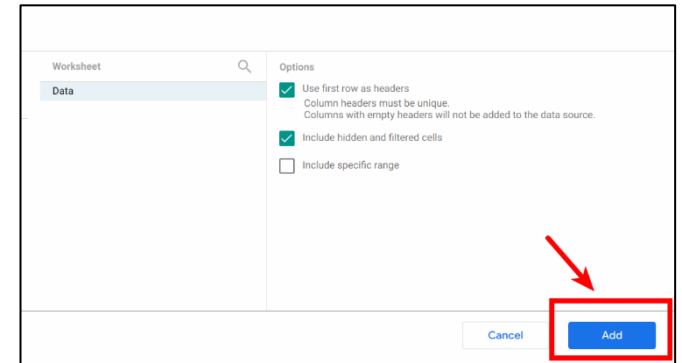 Worksheet
Data
Options
Use first row as headers
Column headers must be unique.
Columns with empty headers will not be added to the data source.
Include hidden and filtered cells
Include specific range
Cancel
Add